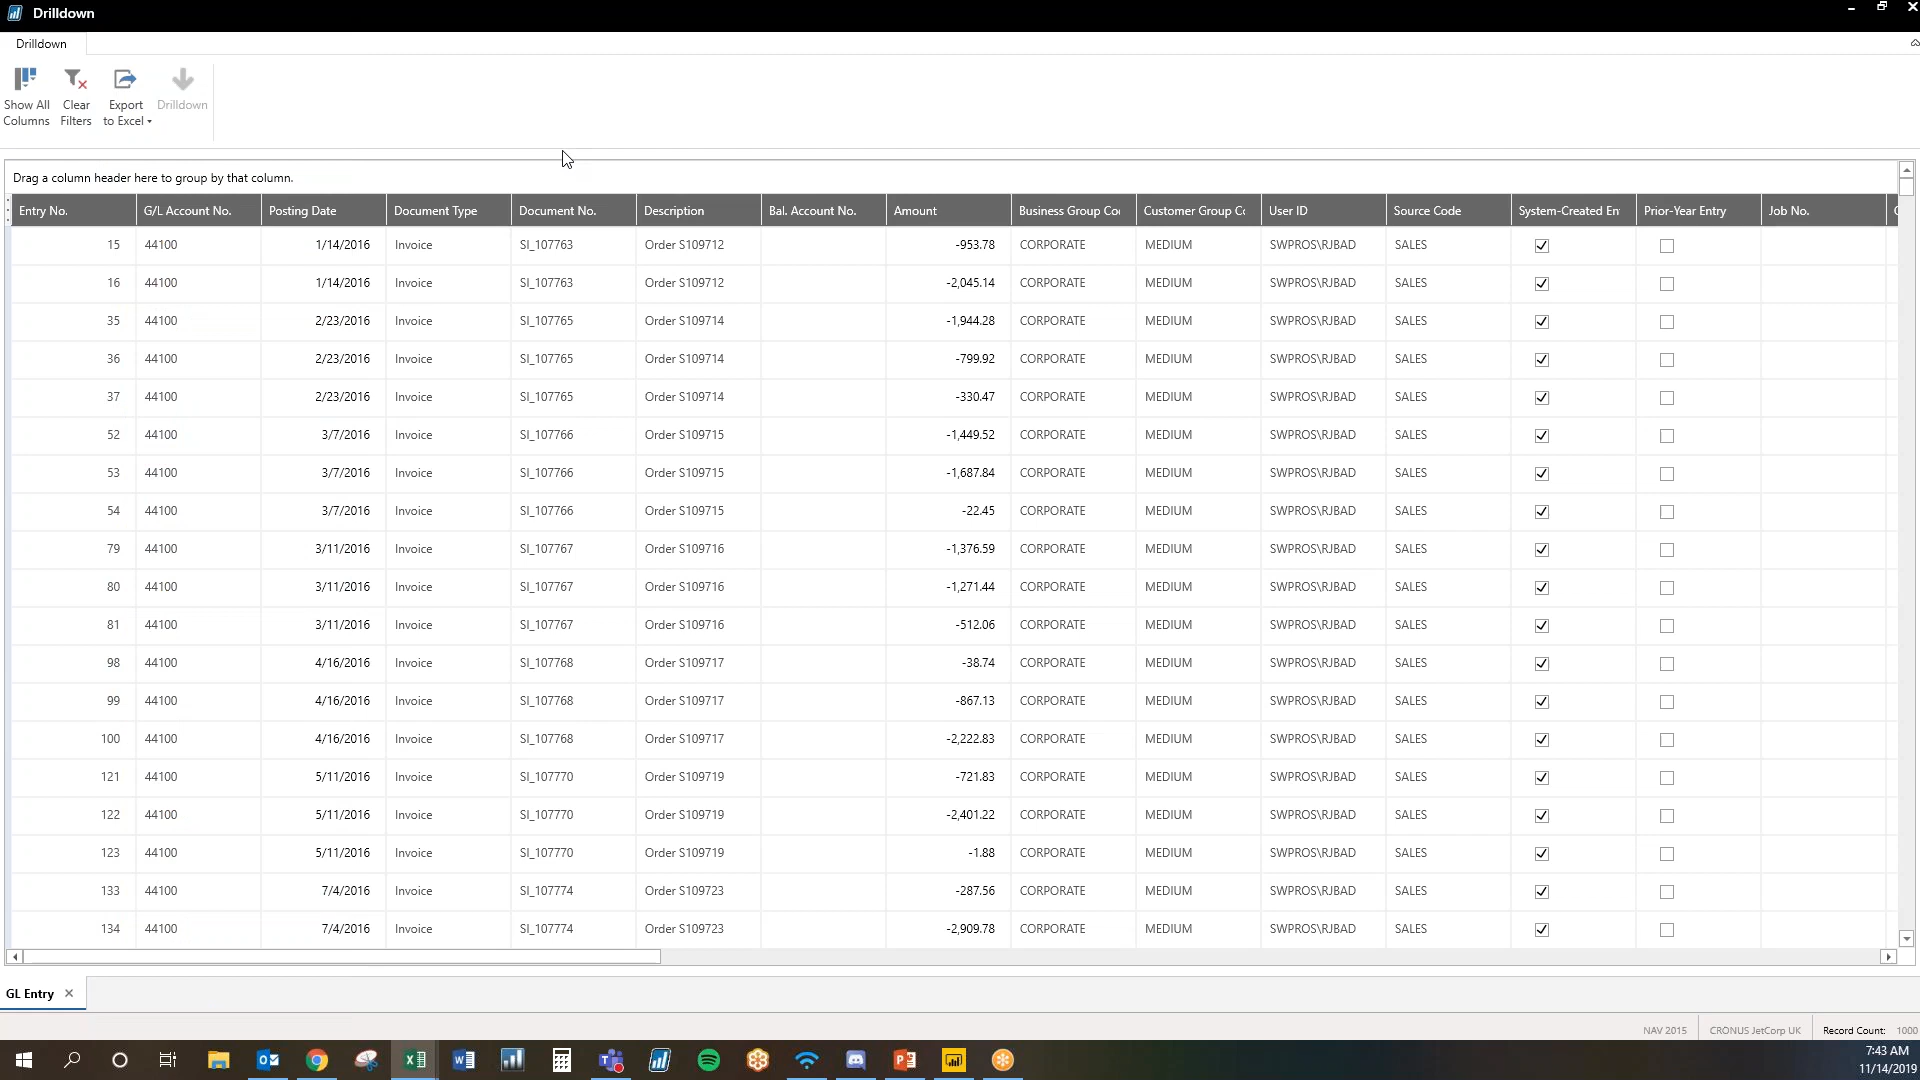 Drilldown
Drilldown
Show All Columns
Clear Filters
Export to Excel
Drilldown
Drag a column header here to group by that column.
Entry No. G/L Account No. Posting Date Document Type Document No. Description Bal. Account No. Amount Business Group Co Customer Group C User ID Source Code System-Created En Prior-Year Entry Job No.
15 44100 1/14/2016 Invoice SI_107763 Order S109712 -953.78 CORPORATE MEDIUM SWPROS\RJBAD SALES
16 44100 1/14/2016 Invoice SI_107763 Order S109712 -2,045.14 CORPORATE MEDIUM SWPROS\RJBAD SALES
35 44100 2/23/2016 Invoice SI_107765 Order S109714 -1,944.28 CORPORATE MEDIUM SWPROS\RJBAD SALES
36 44100 2/23/2016 Invoice SI_107765 Order S109714 -799.92 CORPORATE MEDIUM SWPROS\RJBAD SALES
37 44100 2/23/2016 Invoice SI_107765 Order S109714 -330.47 CORPORATE MEDIUM SWPROS\RJBAD SALES
52 44100 3/7/2016 Invoice SI_107766 Order S109715 -1,449.52 CORPORATE MEDIUM SWPROS\RJBAD SALES
53 44100 3/7/2016 Invoice SI_107766 Order S109715 -1,687.84 CORPORATE MEDIUM SWPROS\RJBAD SALES
54 44100 3/7/2016 Invoice SI_107766 Order S109715 -22.45 CORPORATE MEDIUM SWPROS\RJBAD SALES
79 44100 3/11/2016 Invoice SI_107767 Order S109716 -1,376.59 CORPORATE MEDIUM SWPROS\RJBAD SALES
80 44100 3/11/2016 Invoice SI_107767 Order S109716 -1,271.44 CORPORATE MEDIUM SWPROS\RJBAD SALES
81 44100 3/11/2016 Invoice SI_107767 Order S109716 -512.06 CORPORATE MEDIUM SWPROS\RJBAD SALES
98 44100 4/16/2016 Invoice SI_107768 Order S109717 -38.74 CORPORATE MEDIUM SWPROS\RJBAD SALES
99 44100 4/16/2016 Invoice SI_107768 Order S109717 -867.13 CORPORATE MEDIUM SWPROS\RJBAD SALES
100 44100 4/16/2016 Invoice SI_107768 Order S109717 -2,222.83 CORPORATE MEDIUM SWPROS\RJBAD SALES
121 44100 5/11/2016 Invoice SI_107770 Order S109719 -721.83 CORPORATE MEDIUM SWPROS\RJBAD SALES
122 44100 5/11/2016 Invoice SI_107770 Order S109719 -2,401.22 CORPORATE MEDIUM SWPROS\RJBAD SALES
123 44100 5/11/2016 Invoice SI_107770 Order S109719 -1.88 CORPORATE MEDIUM SWPROS\RJBAD SALES
133 44100 7/4/2016 Invoice SI_107774 Order S109723 -287.56 CORPORATE MEDIUM SWPROS\RJBAD SALES
134 44100 7/4/2016 Invoice SI_107774 Order S109723 -2,909.78 CORPORATE MEDIUM SWPROS\RJBAD SALES
GL Entry
NAV 2015 CRONUS JetCorp UK Record Count: 1000
7:43 AM
11/14/2019